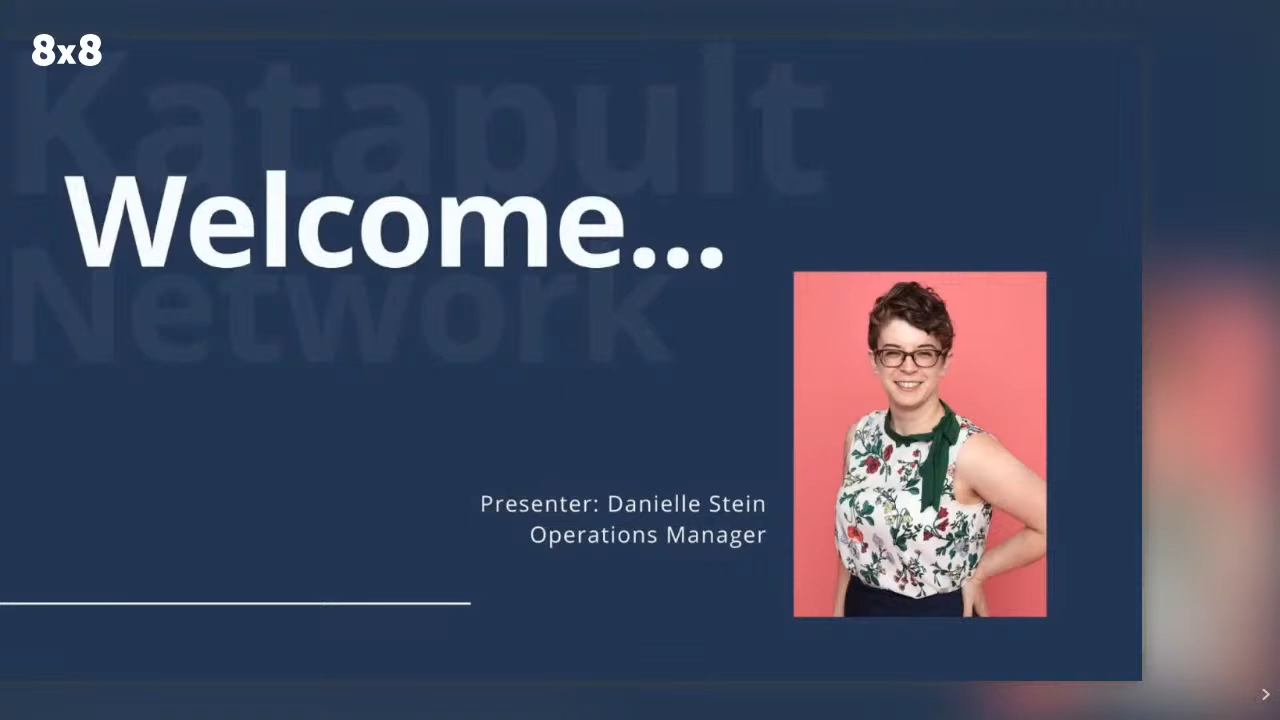 8x8
Katapult
Welcome...
Network
Presenter: Danielle Stein
Operations Manager